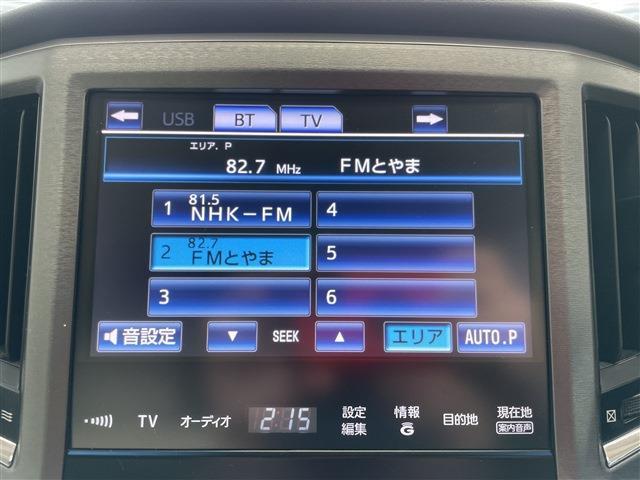 USB BT TV
エリア. P
82.7 MHz FMとやま
1 81.5 NHK-FM
4
2 82.7 FMとやま
5
3
6
音設定 ▼ SEEK ▲ エリア AUTO.P
TV オーディオ 2:15 設定 編集 情報 G 目的地 現在地 案内音声